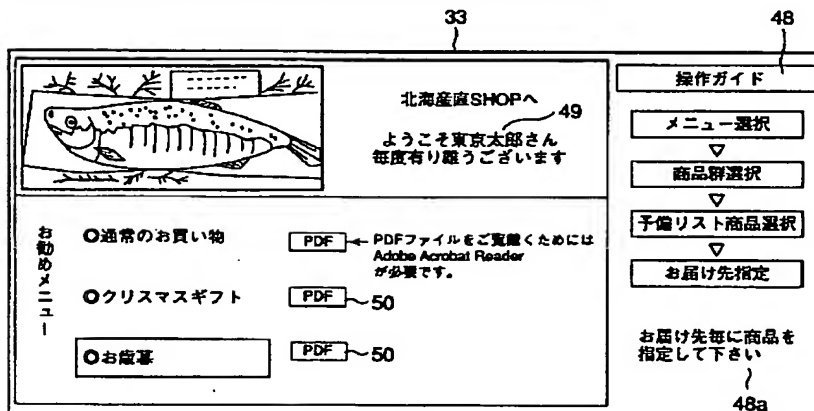 33
48
北海産直SHOPへ
49
ようこそ東京太郎さん
毎度有り難うございます
お勧めメニュー
○通常のお買い物
PDF
PDFファイルをご覧戴くためには
Adobe Acrobat Reader
が必要です。
○クリスマスギフト
PDF
50
○お歳暮
PDF
50
操作ガイド
メニュー選択
商品群選択
予備リスト商品選択
お届け先指定
お届け先毎に商品を
指定して下さい
48a